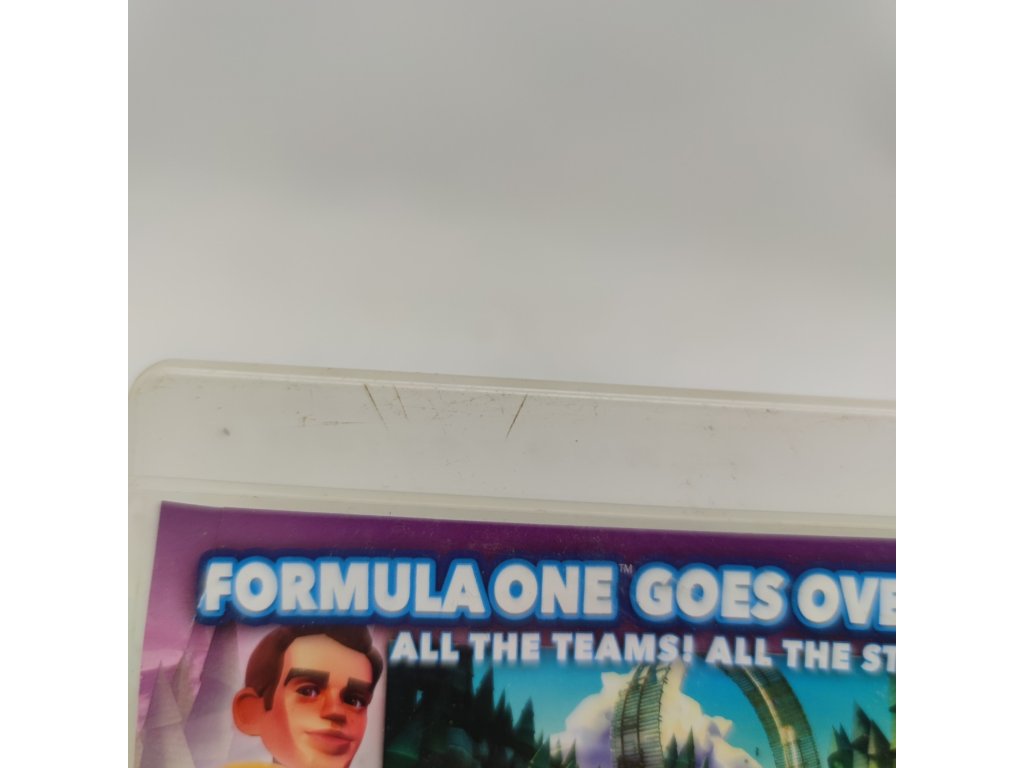 FORMULA ONE™ GOES OVE
ALL THE TEAMS! ALL THE ST